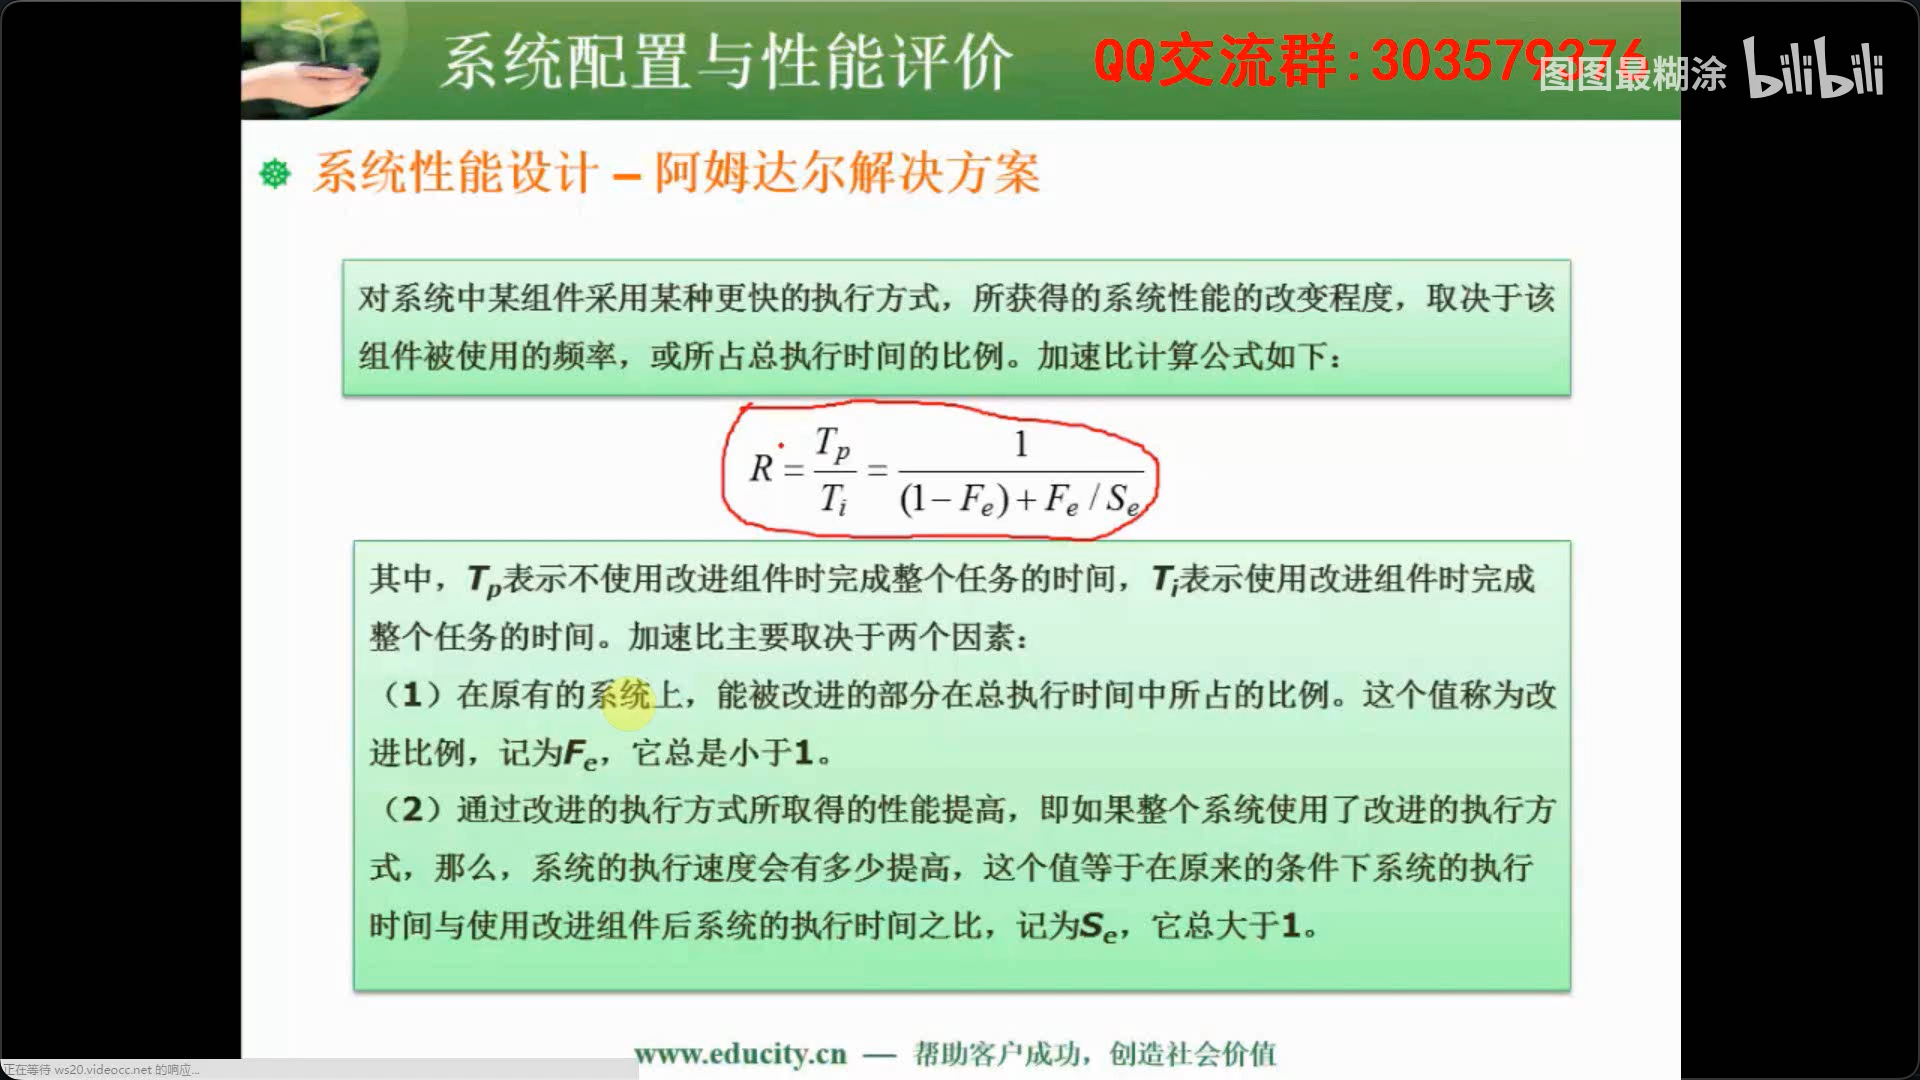 系统配置与性能评价
QQ交流群:303579376
图图最糊涂 bilibili
系统性能设计 – 阿姆达尔解决方案
对系统中某组件采用某种更快的执行方式，所获得的系统性能的改变程度，取决于该
组件被使用的频率，或所占总执行时间的比例。加速比计算公式如下：
R = T_p / T_i = 1 / ((1 − F_e) + F_e / S_e)
其中，Tp表示不使用改进组件时完成整个任务的时间，Ti表示使用改进组件时完成
整个任务的时间。加速比主要取决于两个因素：
（1）在原有的系统上，能被改进的部分在总执行时间中所占的比例。这个值称为改
进比例，记为Fe，它总是小于1。
（2）通过改进的执行方式所取得的性能提高，即如果整个系统使用了改进的执行方
式，那么，系统的执行速度会有多少提高，这个值等于在原来的条件下系统的执行
时间与使用改进组件后系统的执行时间之比，记为Se，它总大于1。
www.educity.cn — 帮助客户成功，创造社会价值
正在等待 ws20.videocc.net 的响应...